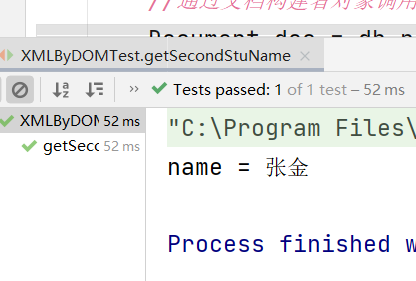 //通过文档构建者对象调用
Document doc = db.p
XMLByDOMTest.getSecondStuName ×
Tests passed: 1 of 1 test – 52 ms
XMLByDOM 52 ms
"C:\Program Files\
getSecc 52 ms
name = 张金
Process finished w